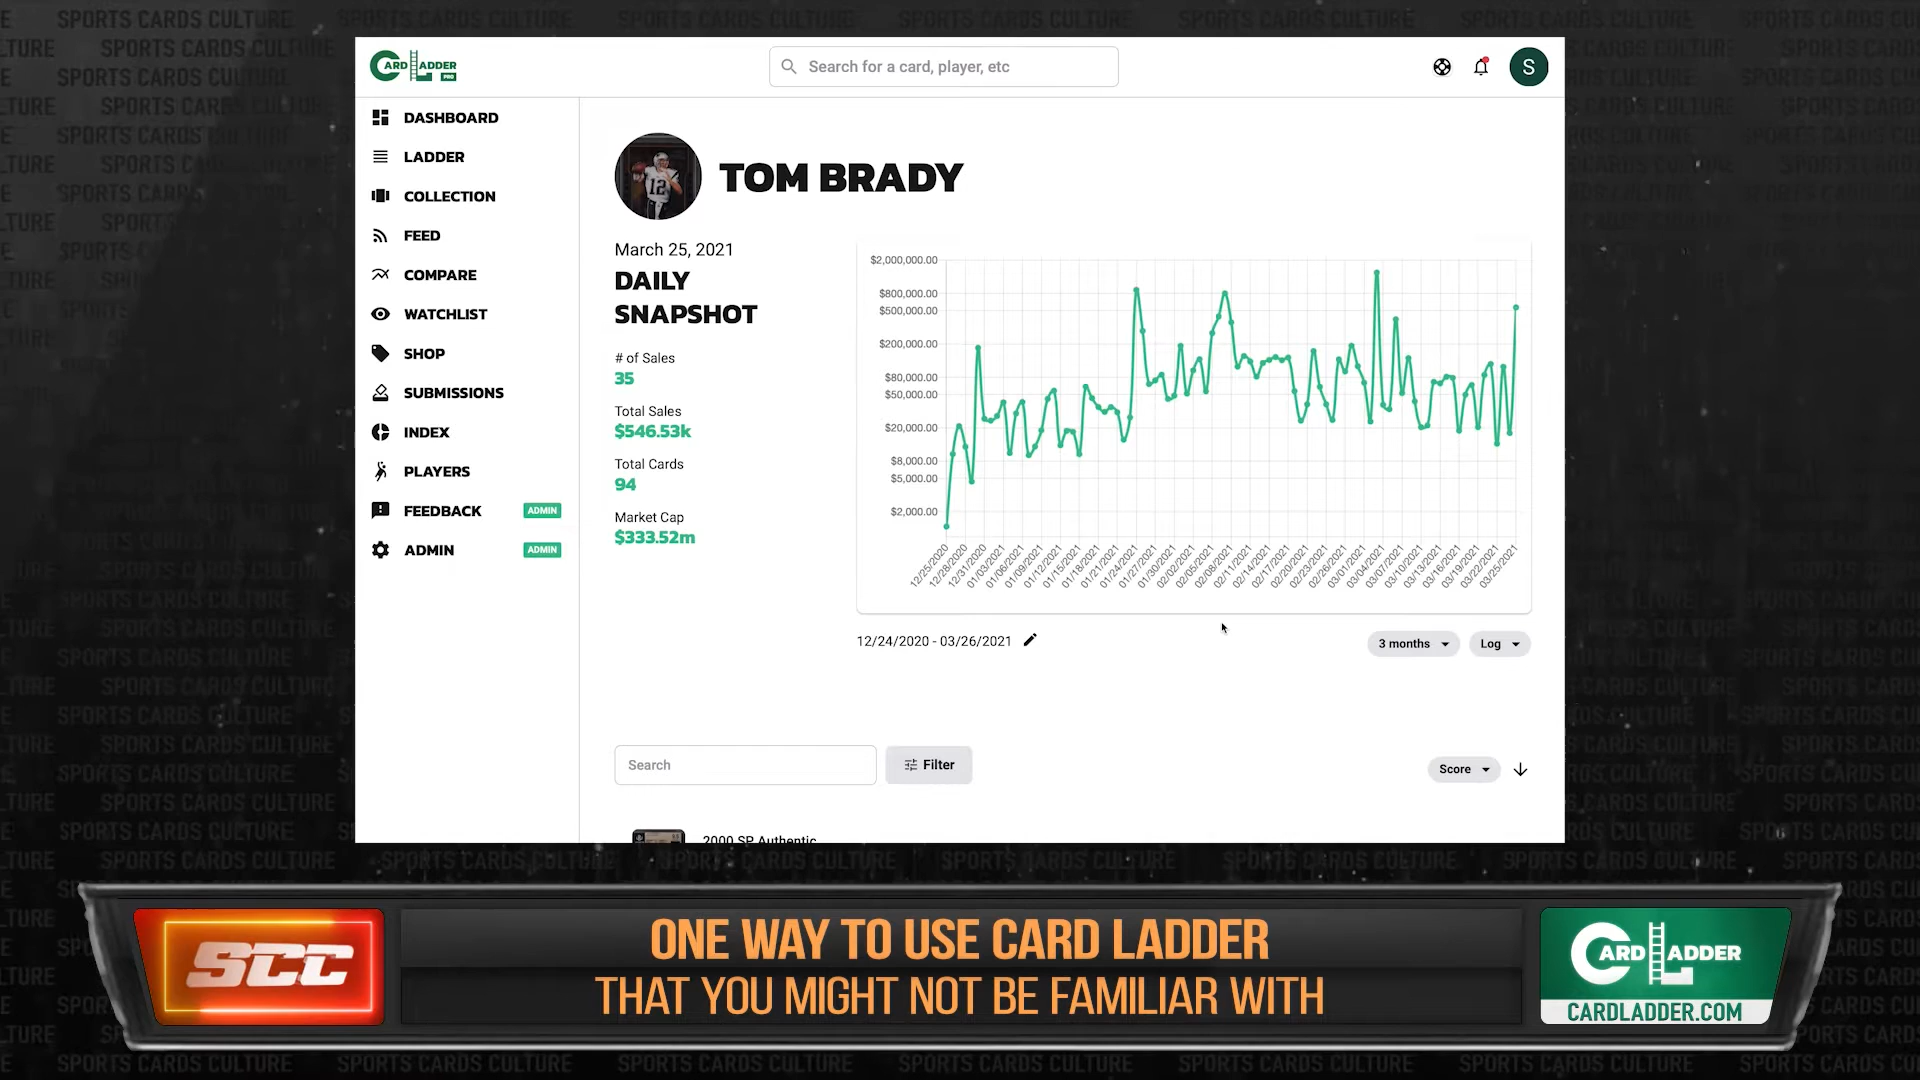 CARD LADDER
PRO
Search for a card, player, etc
S
DASHBOARD
LADDER
COLLECTION
FEED
COMPARE
WATCHLIST
SHOP
SUBMISSIONS
INDEX
PLAYERS
FEEDBACK ADMIN
ADMIN ADMIN
TOM BRADY
March 25, 2021
DAILY
SNAPSHOT
# of Sales
35
Total Sales
$546.53k
Total Cards
94
Market Cap
$333.52m
$2,000,000.00
$800,000.00
$500,000.00
$200,000.00
$80,000.00
$50,000.00
$20,000.00
$8,000.00
$5,000.00
$2,000.00
12/25/2020
12/28/2020
12/31/2020
01/03/2021
01/06/2021
01/09/2021
01/12/2021
01/15/2021
01/18/2021
01/21/2021
01/24/2021
01/27/2021
01/30/2021
02/02/2021
02/05/2021
02/08/2021
02/11/2021
02/14/2021
02/17/2021
02/20/2021
02/23/2021
02/26/2021
03/01/2021
03/04/2021
03/07/2021
03/10/2021
03/13/2021
03/16/2021
03/19/2021
03/22/2021
03/25/2021
12/24/2020 - 03/26/2021
3 months
Log
Search
Filter
Score
2000 SP Authentic
SPORTS CARDS CULTURE
SCC
ONE WAY TO USE CARD LADDER
THAT YOU MIGHT NOT BE FAMILIAR WITH
CARD LADDER
CARDLADDER.COM